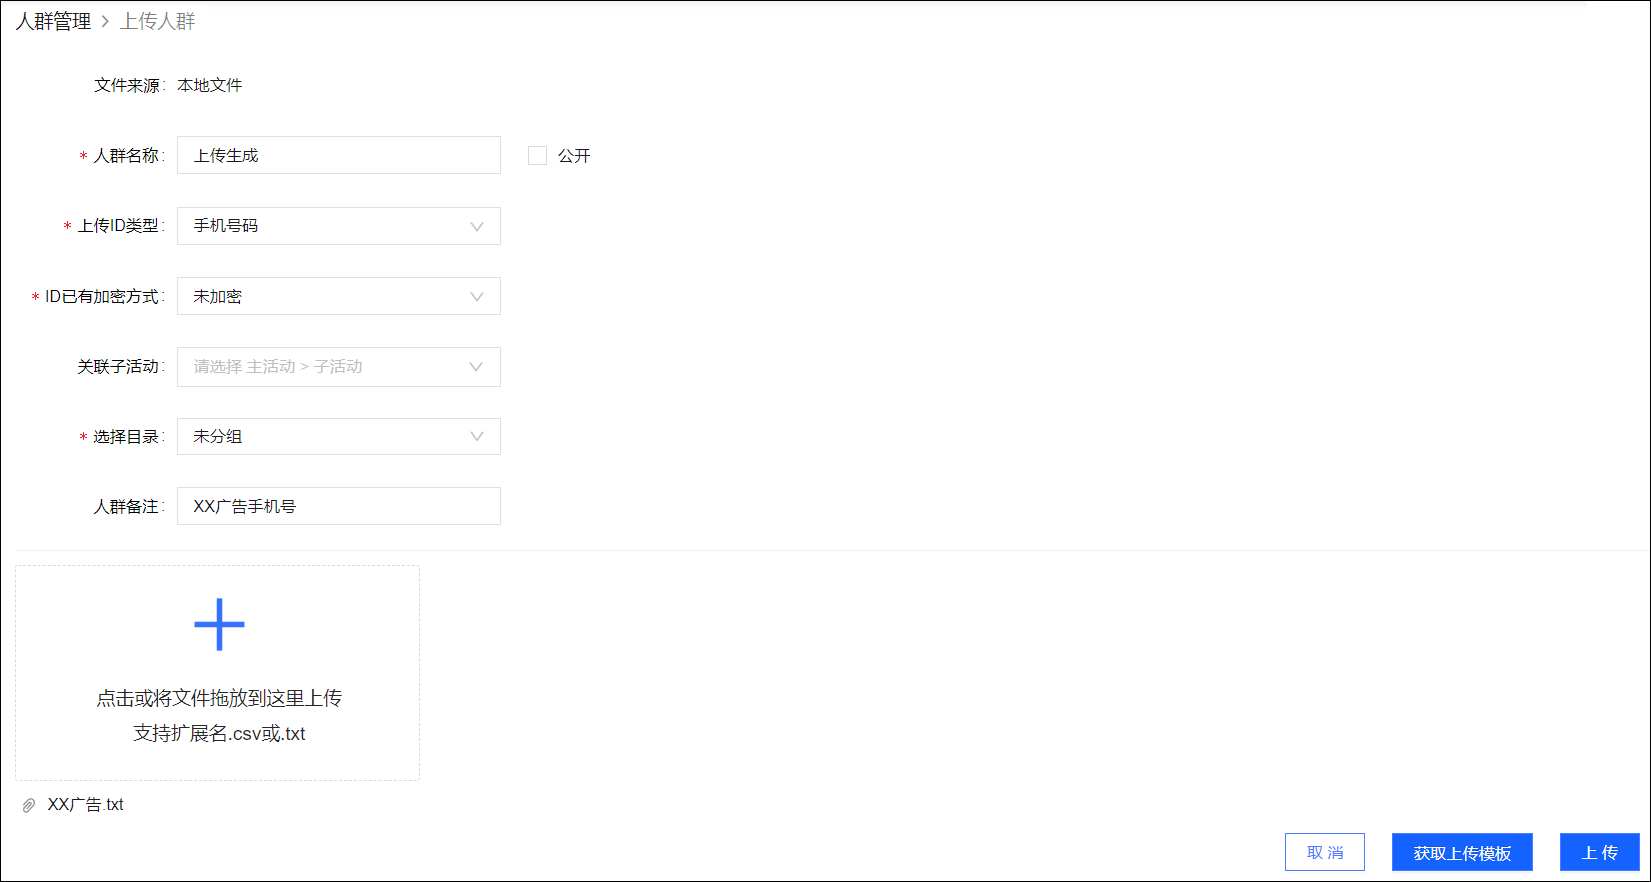 人群管理 > 上传人群
文件来源: 本地文件
* 人群名称: 上传生成 公开
* 上传ID类型: 手机号码
* ID已有加密方式: 未加密
关联子活动: 请选择 主活动 > 子活动
* 选择目录: 未分组
人群备注: XX广告手机号
点击或将文件拖放到这里上传
支持扩展名.csv或.txt
XX广告.txt
取 消 获取上传模板 上 传